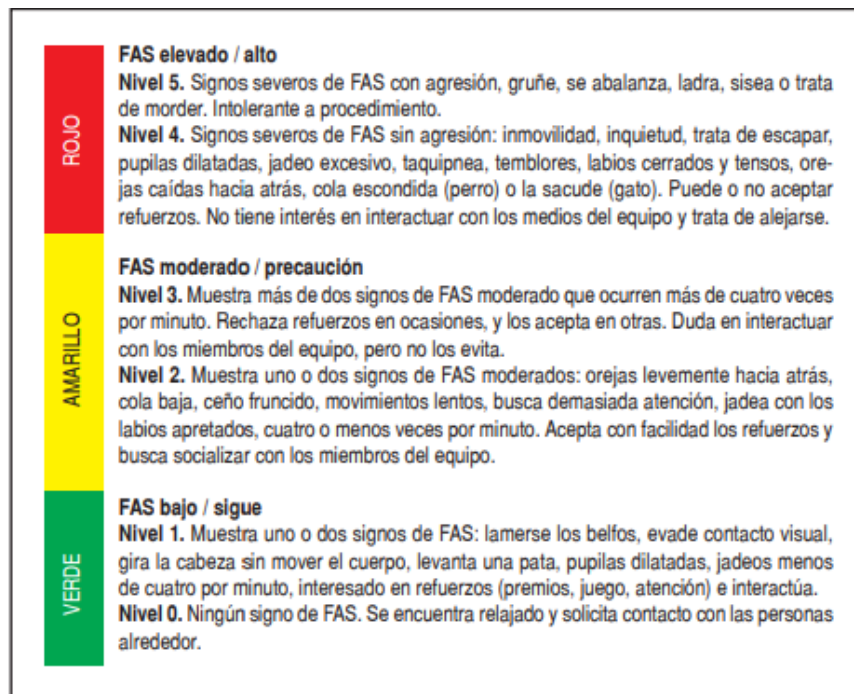 ROJO
FAS elevado / alto
Nivel 5. Signos severos de FAS con agresión, gruñe, se abalanza, ladra, sisea o trata
de morder. Intolerante a procedimiento.
Nivel 4. Signos severos de FAS sin agresión: inmovilidad, inquietud, trata de escapar,
pupilas dilatadas, jadeo excesivo, taquipnea, temblores, labios cerrados y tensos, ore-
jas caídas hacia atrás, cola escondida (perro) o la sacude (gato). Puede o no aceptar
refuerzos. No tiene interés en interactuar con los medios del equipo y trata de alejarse.
AMARILLO
FAS moderado / precaución
Nivel 3. Muestra más de dos signos de FAS moderado que ocurren más de cuatro veces
por minuto. Rechaza refuerzos en ocasiones, y los acepta en otras. Duda en interactuar
con los miembros del equipo, pero no los evita.
Nivel 2. Muestra uno o dos signos de FAS moderados: orejas levemente hacia atrás,
cola baja, ceño fruncido, movimientos lentos, busca demasiada atención, jadea con los
labios apretados, cuatro o menos veces por minuto. Acepta con facilidad los refuerzos y
busca socializar con los miembros del equipo.
VERDE
FAS bajo / sigue
Nivel 1. Muestra uno o dos signos de FAS: lamerse los belfos, evade contacto visual,
gira la cabeza sin mover el cuerpo, levanta una pata, pupilas dilatadas, jadeos menos
de cuatro por minuto, interesado en refuerzos (premios, juego, atención) e interactúa.
Nivel 0. Ningún signo de FAS. Se encuentra relajado y solicita contacto con las personas
alrededor.